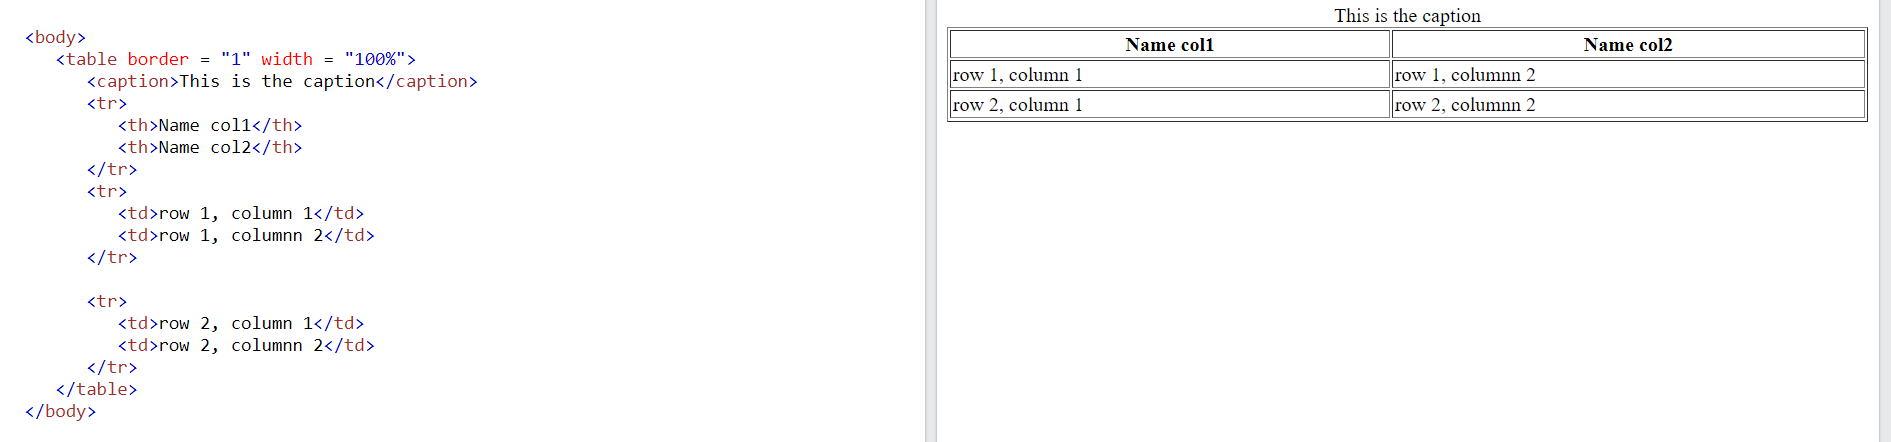 <body>
<table border = "1" width = "100%">
<caption>This is the caption</caption>
<tr>
<th>Name col1</th>
<th>Name col2</th>
</tr>
<tr>
<td>row 1, column 1</td>
<td>row 1, columnn 2</td>
</tr>
<tr>
<td>row 2, column 1</td>
<td>row 2, columnn 2</td>
</tr>
</table>
</body>
This is the caption
Name col1 Name col2
row 1, column 1 row 1, columnn 2
row 2, column 1 row 2, columnn 2